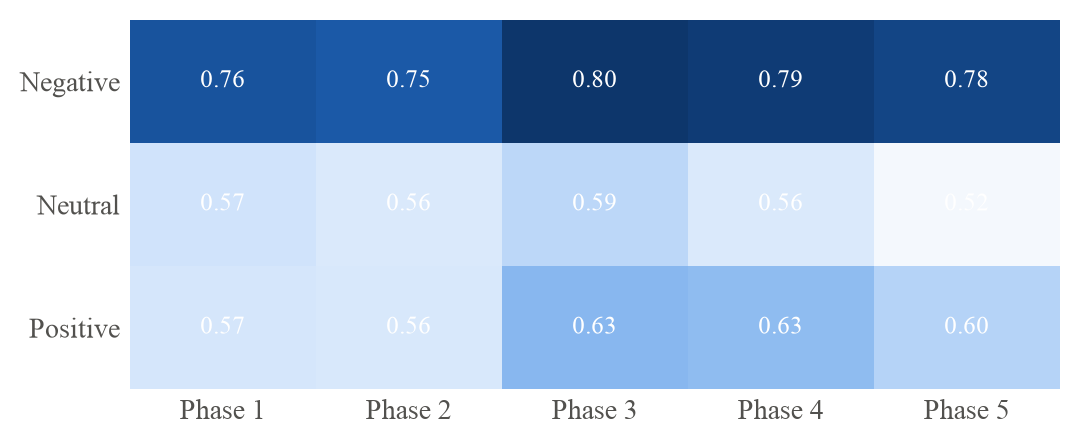 Negative 0.76 0.75 0.80 0.79 0.78
Neutral 0.57 0.56 0.59 0.56 0.52
Positive 0.57 0.56 0.63 0.63 0.60
Phase 1 Phase 2 Phase 3 Phase 4 Phase 5